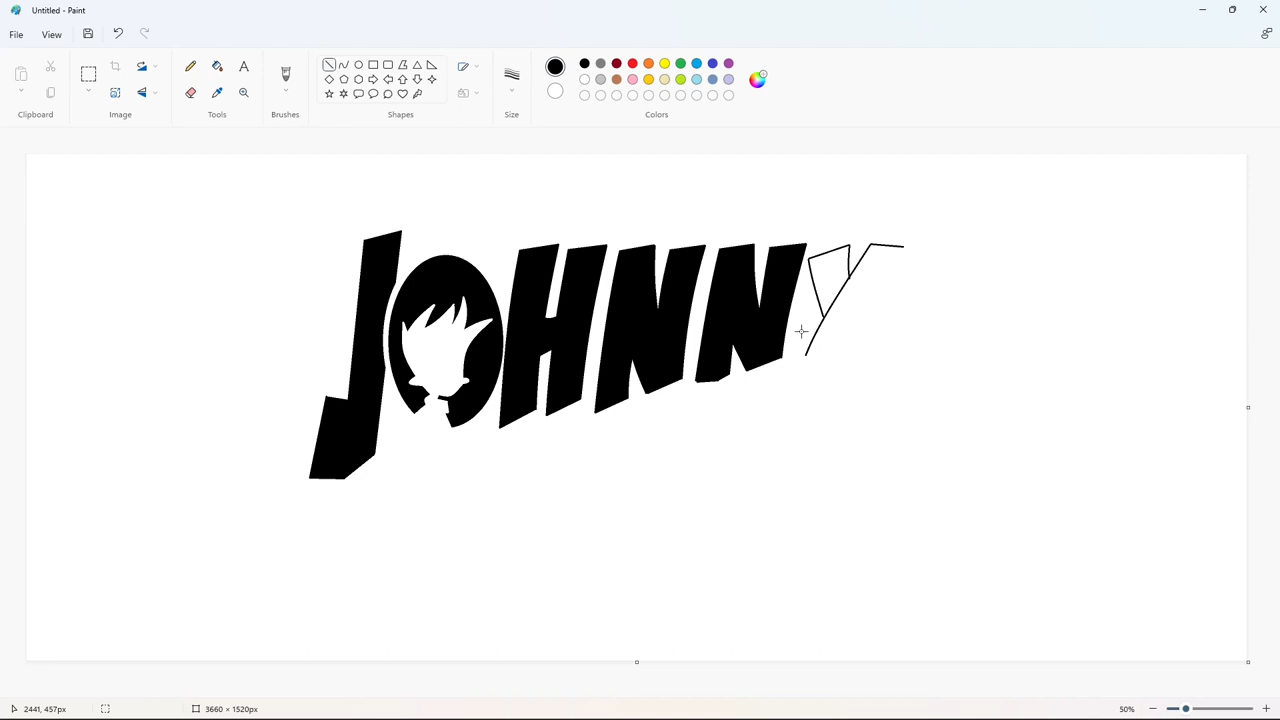 Untitled - Paint
File View
Clipboard Image Tools Brushes Shapes Size Colors
JOHNNY
2441, 457px 3660 × 1520px 50%